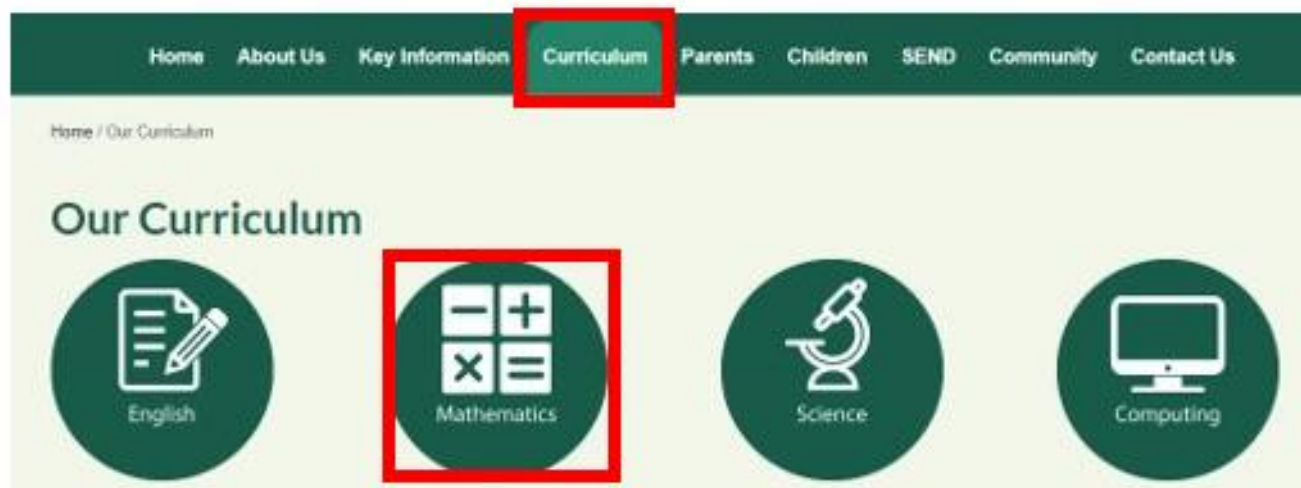 Home About Us Key Information Curriculum Parents Children SEND Community Contact Us
Home / Our Curriculum
Our Curriculum
English Mathematics Science Computing